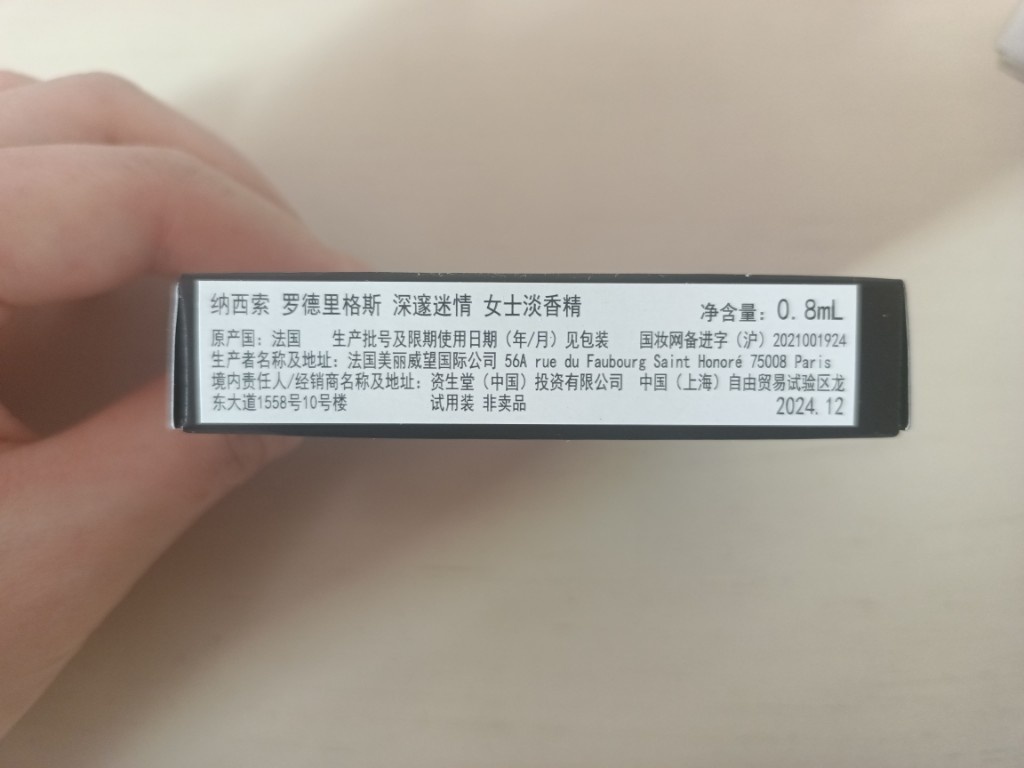 纳西索 罗德里格斯 深邃迷情 女士淡香精 净含量：0.8mL
原产国：法国 生产批号及限期使用日期（年/月）见包装 国妆网备进字（沪）2021001924
生产者名称及地址：法国美丽威望国际公司 56A rue du Faubourg Saint Honoré 75008 Paris
境内责任人/经销商名称及地址：资生堂（中国）投资有限公司 中国（上海）自由贸易试验区龙
东大道1558号10号楼 试用装 非卖品 2024.12